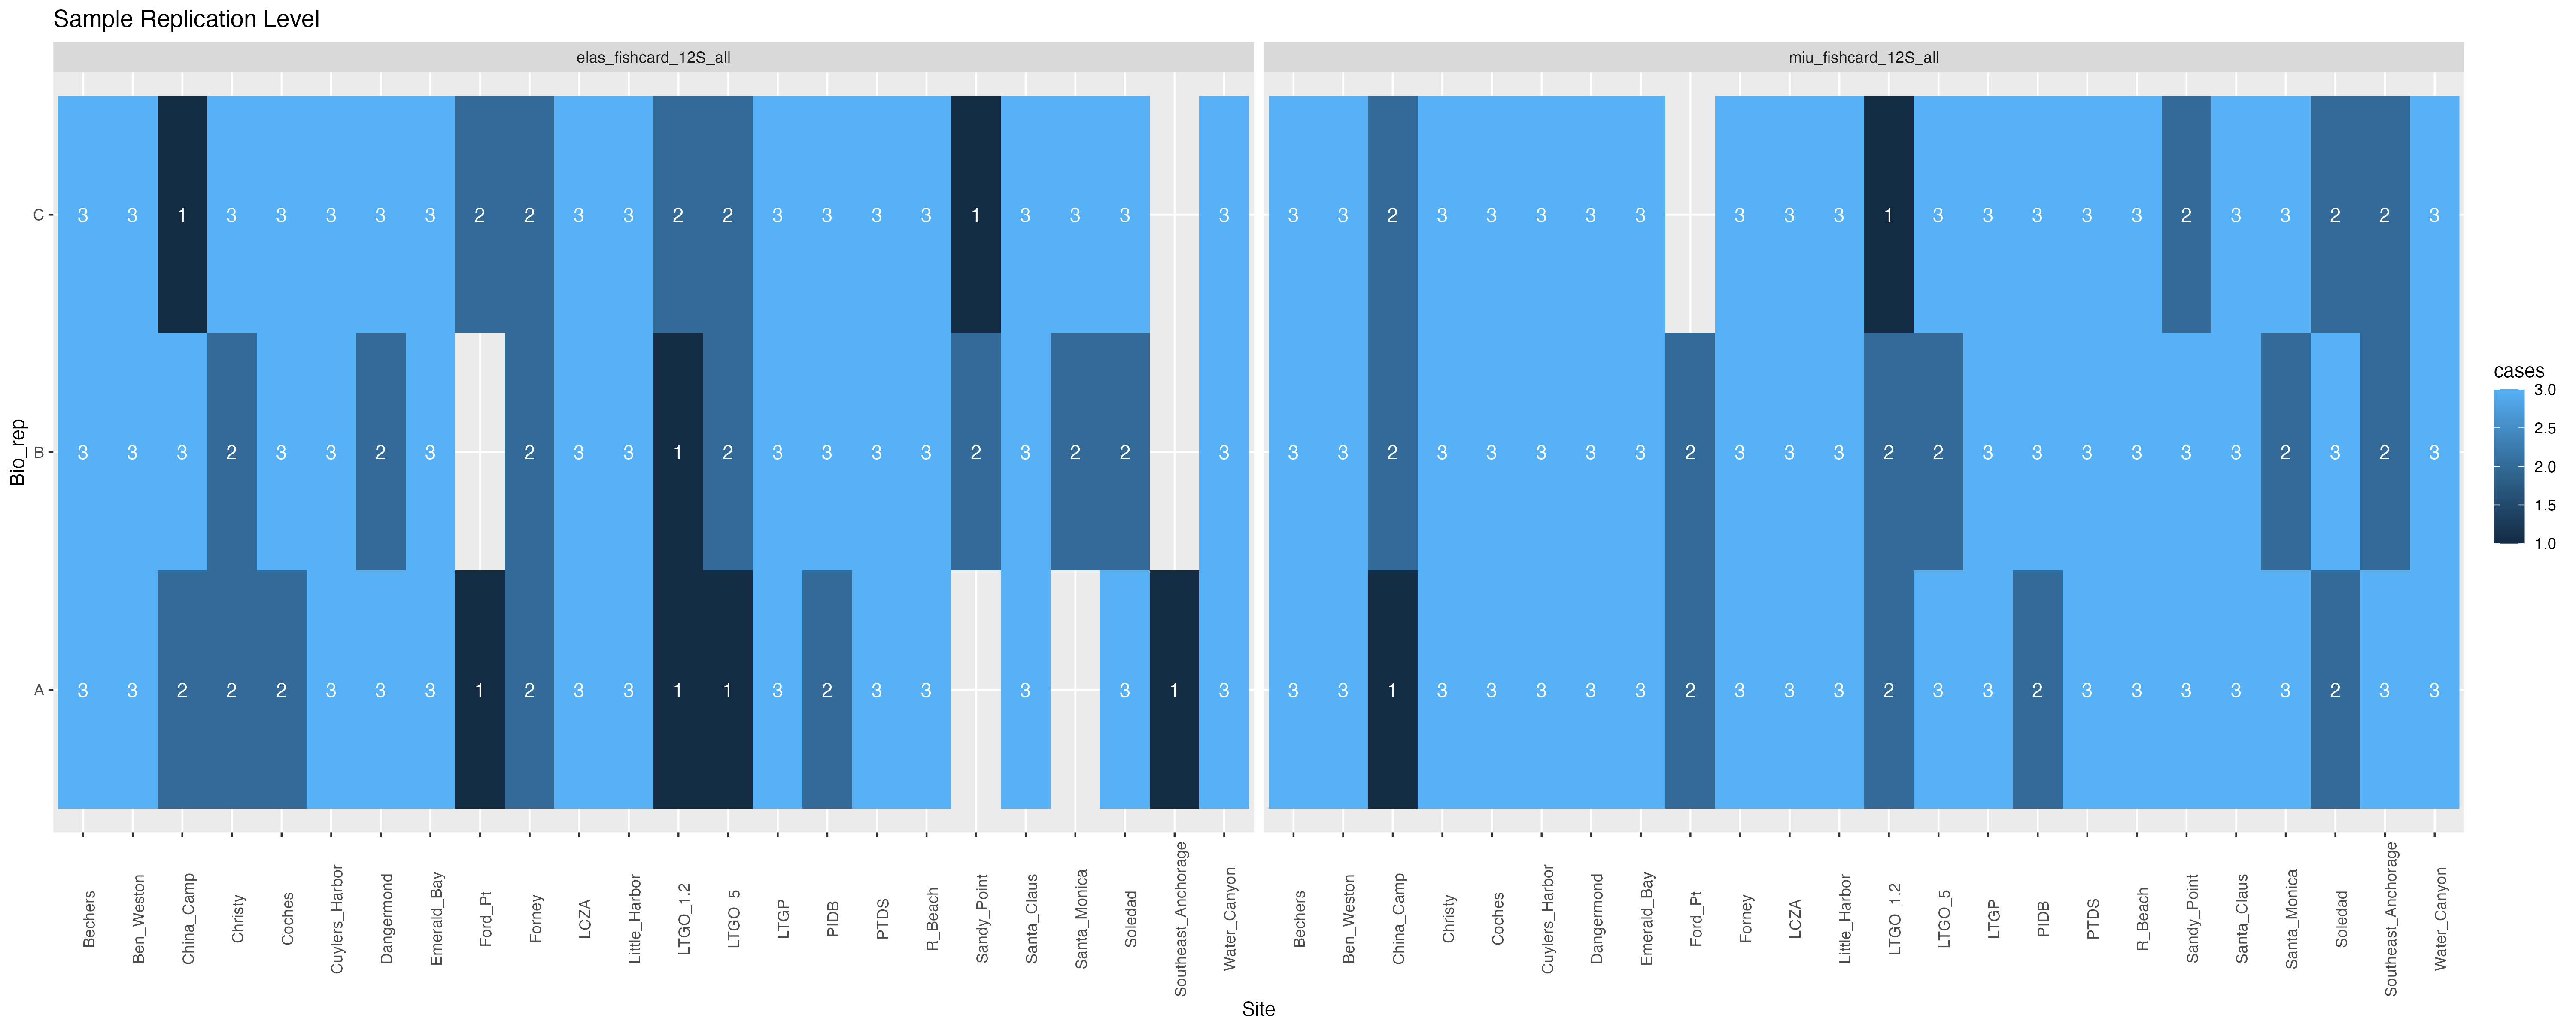 Sample Replication Level
elas_fishcard_12S_all miu_fishcard_12S_all
C 3 3 1 3 3 3 3 3 2 2 3 3 2 2 3 3 3 3 1 3 3 3 3 3 3 2 3 3 3 3 3 3 3 3 1 3 3 3 3 3 2 3 3 2 2 3
B 3 3 3 2 3 3 2 3 2 3 3 1 2 3 3 3 3 2 3 2 2 3 3 3 2 3 3 3 3 3 2 3 3 3 2 2 3 3 3 3 3 3 2 3 2 3
A 3 3 2 2 2 3 3 3 1 2 3 3 1 1 3 2 3 3 3 3 1 3 3 3 1 3 3 3 3 3 2 3 3 3 2 3 3 2 3 3 3 3 3 2 3 3
Bio_rep
Bechers Ben_Weston China_Camp Christy Coches Cuylers_Harbor Dangermond Emerald_Bay Ford_Pt Forney LCZA Little_Harbor LTGO_1.2 LTGO_5 LTGP PIDB PTDS R_Beach Sandy_Point Santa_Claus Santa_Monica Soledad Southeast_Anchorage Water_Canyon
Bechers Ben_Weston China_Camp Christy Coches Cuylers_Harbor Dangermond Emerald_Bay Ford_Pt Forney LCZA Little_Harbor LTGO_1.2 LTGO_5 LTGP PIDB PTDS R_Beach Sandy_Point Santa_Claus Santa_Monica Soledad Southeast_Anchorage Water_Canyon
Site
cases
3.0
2.5
2.0
1.5
1.0